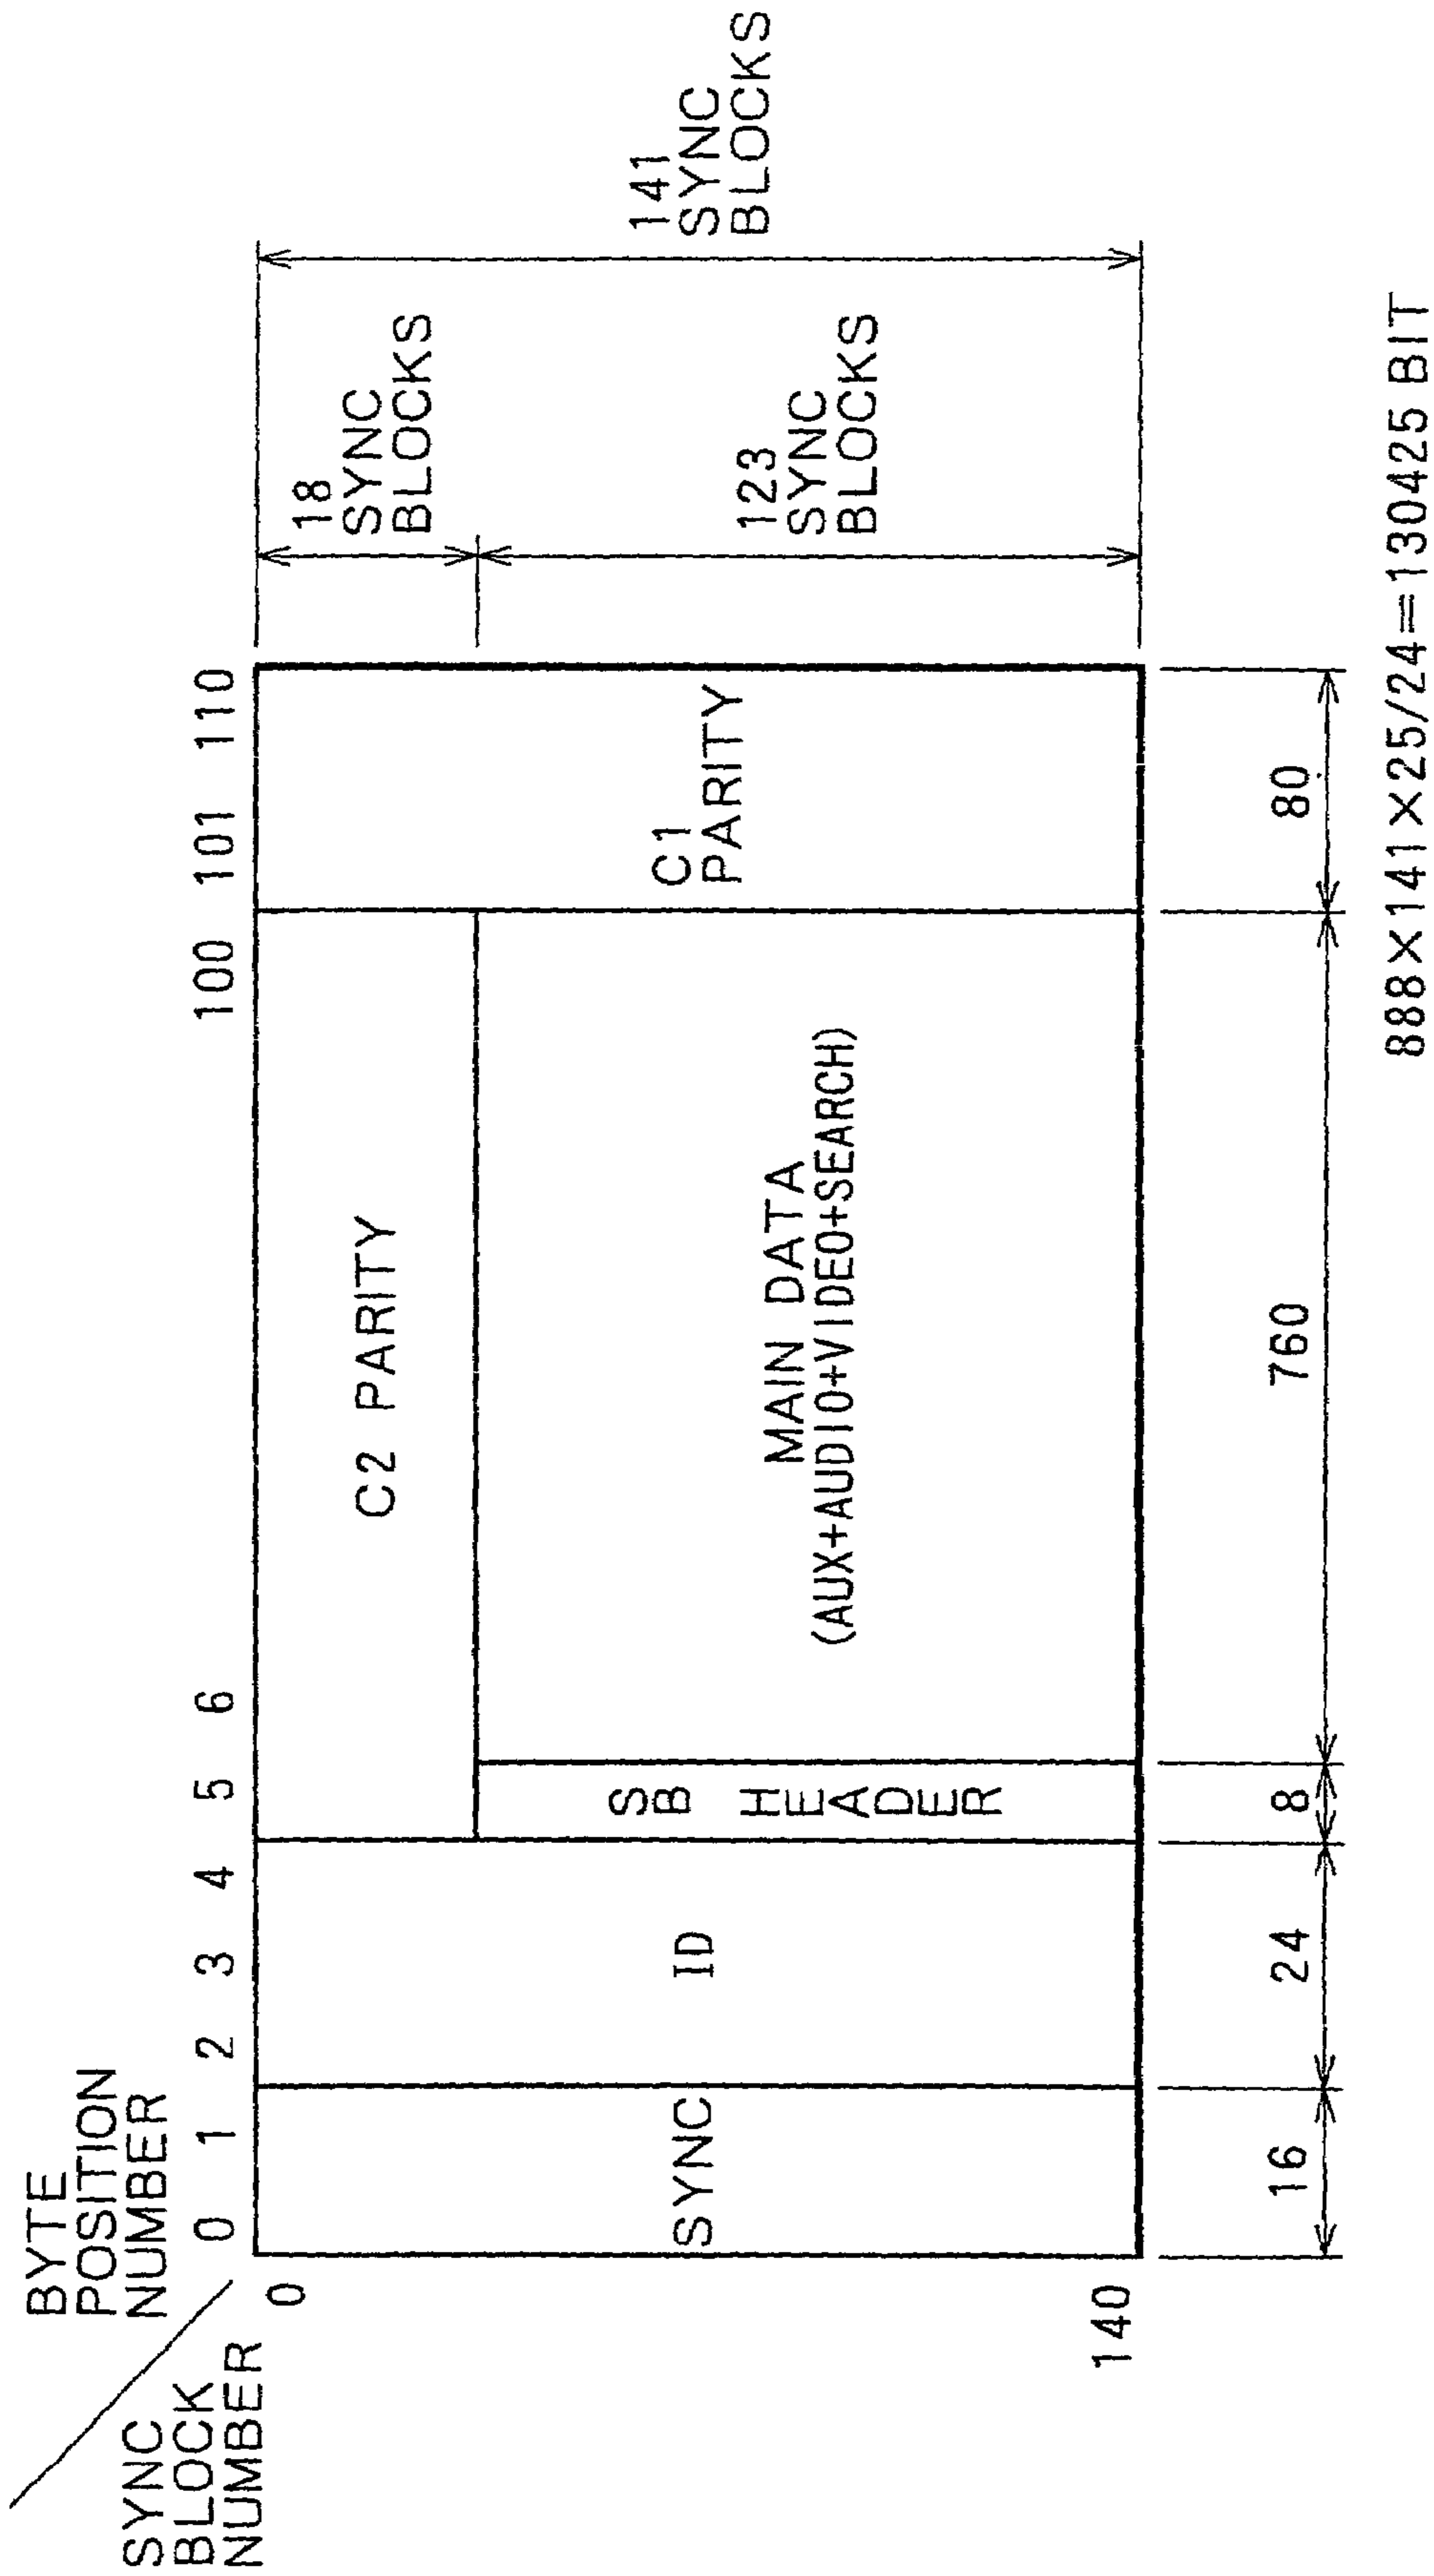 BYTE
POSITION
NUMBER
SYNC
BLOCK
NUMBER
0 1 2 3 4 5 6 100 101 110
0
140
SYNC
ID
SB HEADER
C2 PARITY
MAIN DATA
(AUX+AUDIO+VIDEO+SEARCH)
C1
PARITY
18
SYNC
BLOCKS
123
SYNC
BLOCKS
141
SYNC
BLOCKS
16 24 8 760 80
888×141×25/24=130425 BIT